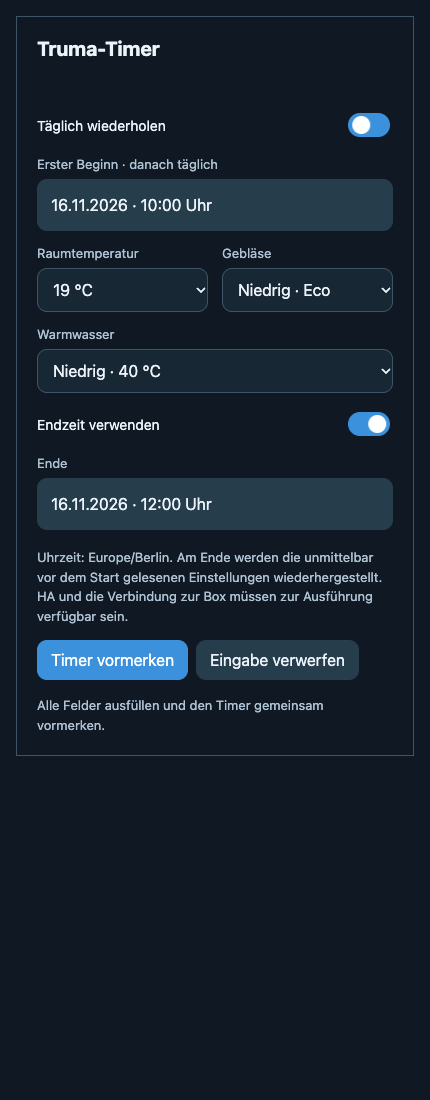 Truma-Timer
Täglich wiederholen
Erster Beginn · danach täglich
16.11.2026 · 10:00 Uhr
Raumtemperatur
Gebläse
19 °C
Niedrig · Eco
Warmwasser
Niedrig · 40 °C
Endzeit verwenden
Ende
16.11.2026 · 12:00 Uhr
Uhrzeit: Europe/Berlin. Am Ende werden die unmittelbar
vor dem Start gelesenen Einstellungen wiederhergestellt.
HA und die Verbindung zur Box müssen zur Ausführung
verfügbar sein.
Timer vormerken
Eingabe verwerfen
Alle Felder ausfüllen und den Timer gemeinsam
vormerken.